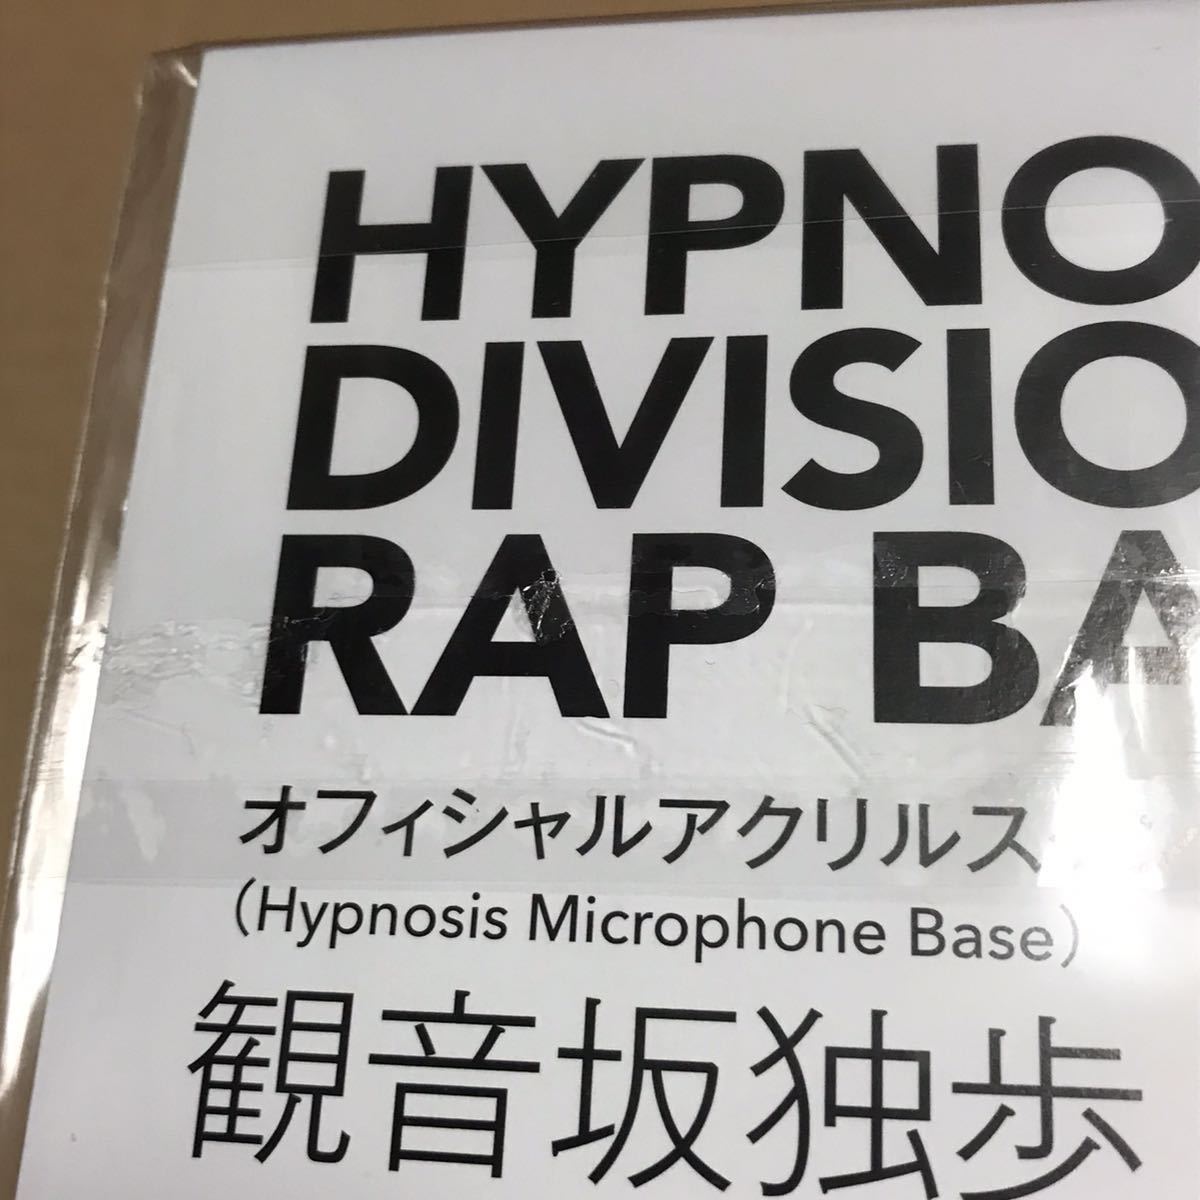 HYPNO
DIVISIO
RAP BA
オフィシャルアクリルス
(Hypnosis Microphone Base)
観音坂独歩